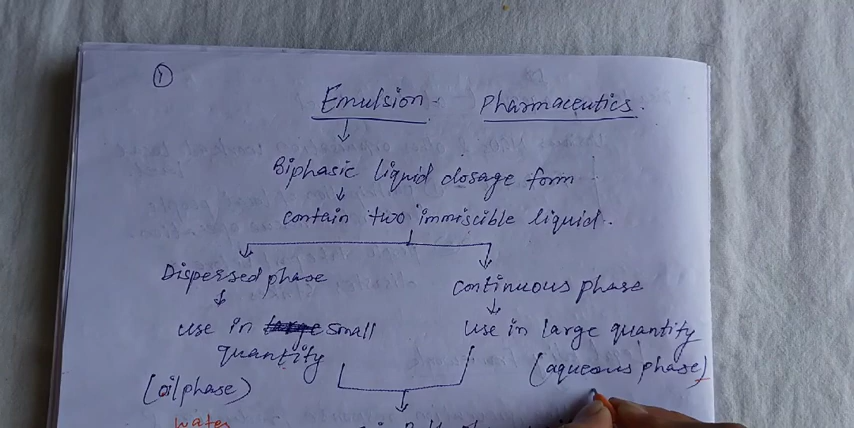 1
Emulsion. Pharmaceutics.
Biphasic liquid dosage form
contain two immiscible liquid.
Dispersed phase continuous phase
use in small use in large quantity
quantity (aqueous phase)
(oil phase)
water